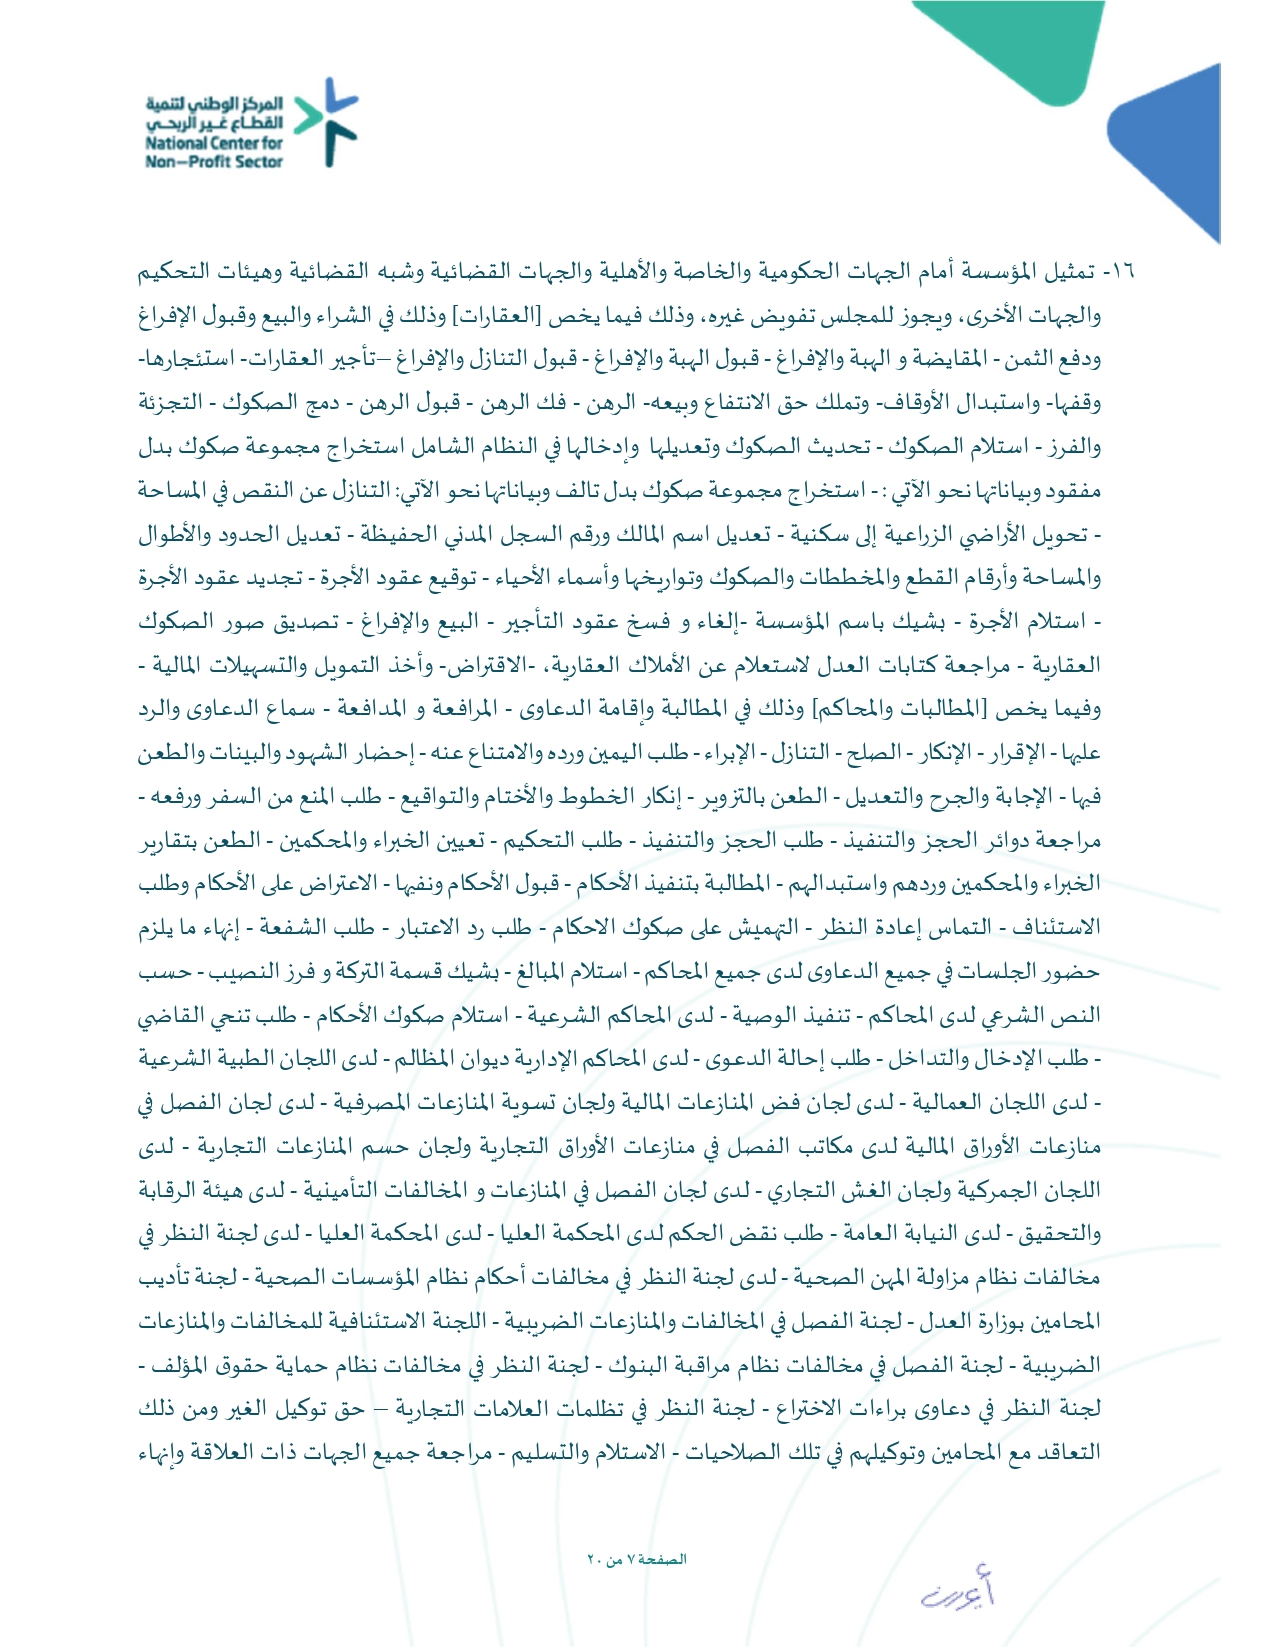 المركز الوطني لتنمية
القطاع غير الربحي
National Center for
Non–Profit Sector
١٦- تمثيل المؤسسة أمام الجهات الحكومية والخاصة والأهلية والجهات القضائية وشبه القضائية وهيئات التحكيم
والجهات الأخرى، ويجوز للمجلس تفويض غيره، وذلك فيما يخص [العقارات] وذلك في الشراء والبيع وقبول الإفراغ
ودفع الثمن - المقايضة و الهبة والإفراغ - قبول الهبة والإفراغ - قبول التنازل والإفراغ –تأجير العقارات- استئجارها-
وقفها- واستبدال الأوقاف- وتملك حق الانتفاع وبيعه- الرهن - فك الرهن - قبول الرهن - دمج الصكوك - التجزئة
والفرز - استلام الصكوك - تحديث الصكوك وتعديلها وإدخالها في النظام الشامل استخراج مجموعة صكوك بدل
مفقود وبياناتها نحو الآتي : - استخراج مجموعة صكوك بدل تالف وبياناتها نحو الآتي: التنازل عن النقص في المساحة
- تحويل الأراضي الزراعية إلى سكنية - تعديل اسم المالك ورقم السجل المدني الحفيظة - تعديل الحدود والأطوال
والمساحة وأرقام القطع والمخططات والصكوك وتواريخها وأسماء الأحياء - توقيع عقود الأجرة - تجديد عقود الأجرة
- استلام الأجرة - بشيك باسم المؤسسة -إلغاء و فسخ عقود التأجير - البيع والإفراغ - تصديق صور الصكوك
العقارية - مراجعة كتابات العدل لاستعلام عن الأملاك العقارية، -الاقتراض- وأخذ التمويل والتسهيلات المالية -
وفيما يخص [المطالبات والمحاكم] وذلك في المطالبة وإقامة الدعاوى - المرافعة و المدافعة - سماع الدعاوى والرد
عليها - الإقرار - الإنكار - الصلح - التنازل - الإبراء - طلب اليمين ورده والامتناع عنه - إحضار الشهود والبينات والطعن
فيها - الإجابة والجرح والتعديل - الطعن بالتزوير - إنكار الخطوط والأختام والتواقيع - طلب المنع من السفر ورفعه -
مراجعة دوائر الحجز والتنفيذ - طلب الحجز والتنفيذ - طلب التحكيم - تعيين الخبراء والمحكمين - الطعن بتقارير
الخبراء والمحكمين وردهم واستبدالهم - المطالبة بتنفيذ الأحكام - قبول الأحكام ونفيها - الاعتراض على الأحكام وطلب
الاستئناف - التماس إعادة النظر - التهميش على صكوك الاحكام - طلب رد الاعتبار - طلب الشفعة - إنهاء ما يلزم
حضور الجلسات في جميع الدعاوى لدى جميع المحاكم - استلام المبالغ - بشيك قسمة التركة و فرز النصيب - حسب
النص الشرعي لدى المحاكم - تنفيذ الوصية - لدى المحاكم الشرعية - استلام صكوك الأحكام - طلب تنحي القاضي
- طلب الإدخال والتداخل - طلب إحالة الدعوى - لدى المحاكم الإدارية ديوان المظالم - لدى اللجان الطبية الشرعية
- لدى اللجان العمالية - لدى لجان فض المنازعات المالية ولجان تسوية المنازعات المصرفية - لدى لجان الفصل في
منازعات الأوراق المالية لدى مكاتب الفصل في منازعات الأوراق التجارية ولجان حسم المنازعات التجارية - لدى
اللجان الجمركية ولجان الغش التجاري - لدى لجان الفصل في المنازعات و المخالفات التأمينية - لدى هيئة الرقابة
والتحقيق - لدى النيابة العامة - طلب نقض الحكم لدى المحكمة العليا - لدى المحكمة العليا - لدى لجنة النظر في
مخالفات نظام مزاولة المهن الصحية - لدى لجنة النظر في مخالفات أحكام نظام المؤسسات الصحية - لجنة تأديب
المحامين بوزارة العدل - لجنة الفصل في المخالفات والمنازعات الضريبية - اللجنة الاستئنافية للمخالفات والمنازعات
الضريبية - لجنة الفصل في مخالفات نظام مراقبة البنوك - لجنة النظر في مخالفات نظام حماية حقوق المؤلف -
لجنة النظر في دعاوى براءات الاختراع - لجنة النظر في تظلمات العلامات التجارية – حق توكيل الغير ومن ذلك
التعاقد مع المحامين وتوكيلهم في تلك الصلاحيات - الاستلام والتسليم - مراجعة جميع الجهات ذات العلاقة وإنهاء
الصفحة ٧ من ٢٠